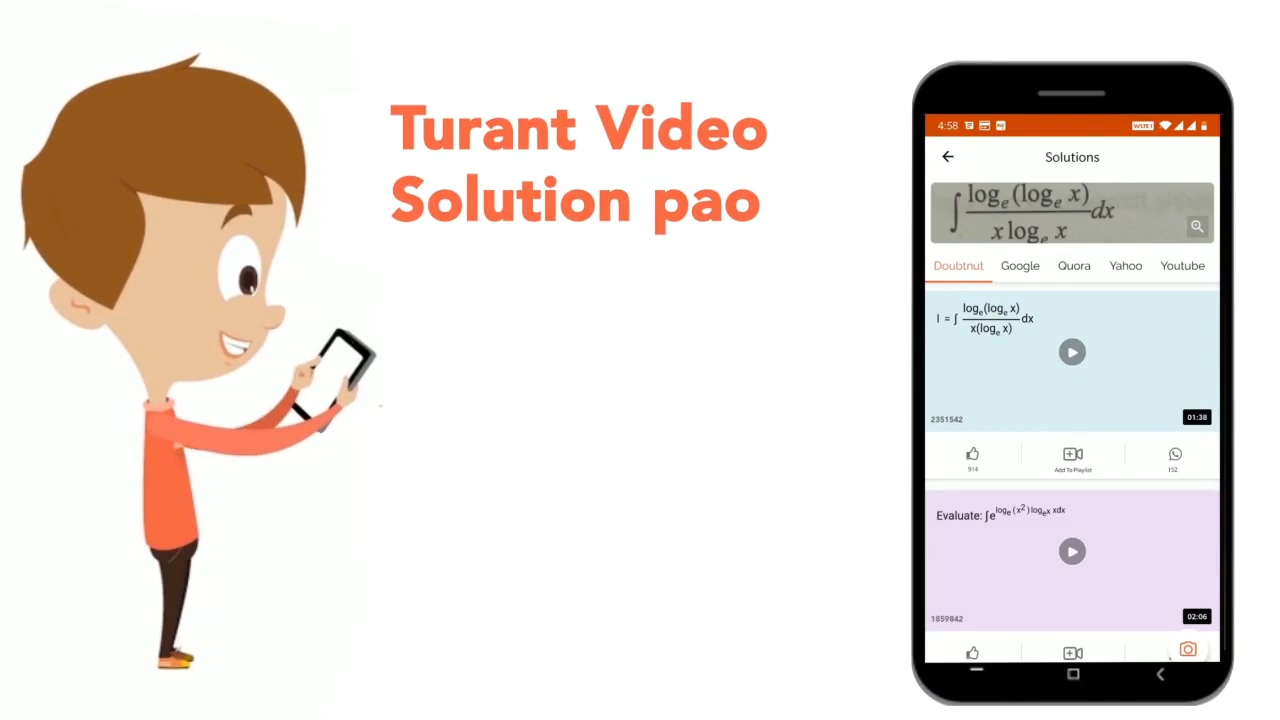 Turant Video
Solution pao
4:58
Solutions
∫ logₑ(logₑ x) / x logₑ x dx
Doubtnut Google Quora Yahoo Youtube
I = ∫ logₑ(logₑ x) / x(logₑ x) dx
2351542 01:38
914 Add To Playlist 152
Evaluate: ∫e^logₑ(x²)logₑx xdx
1859842 02:06